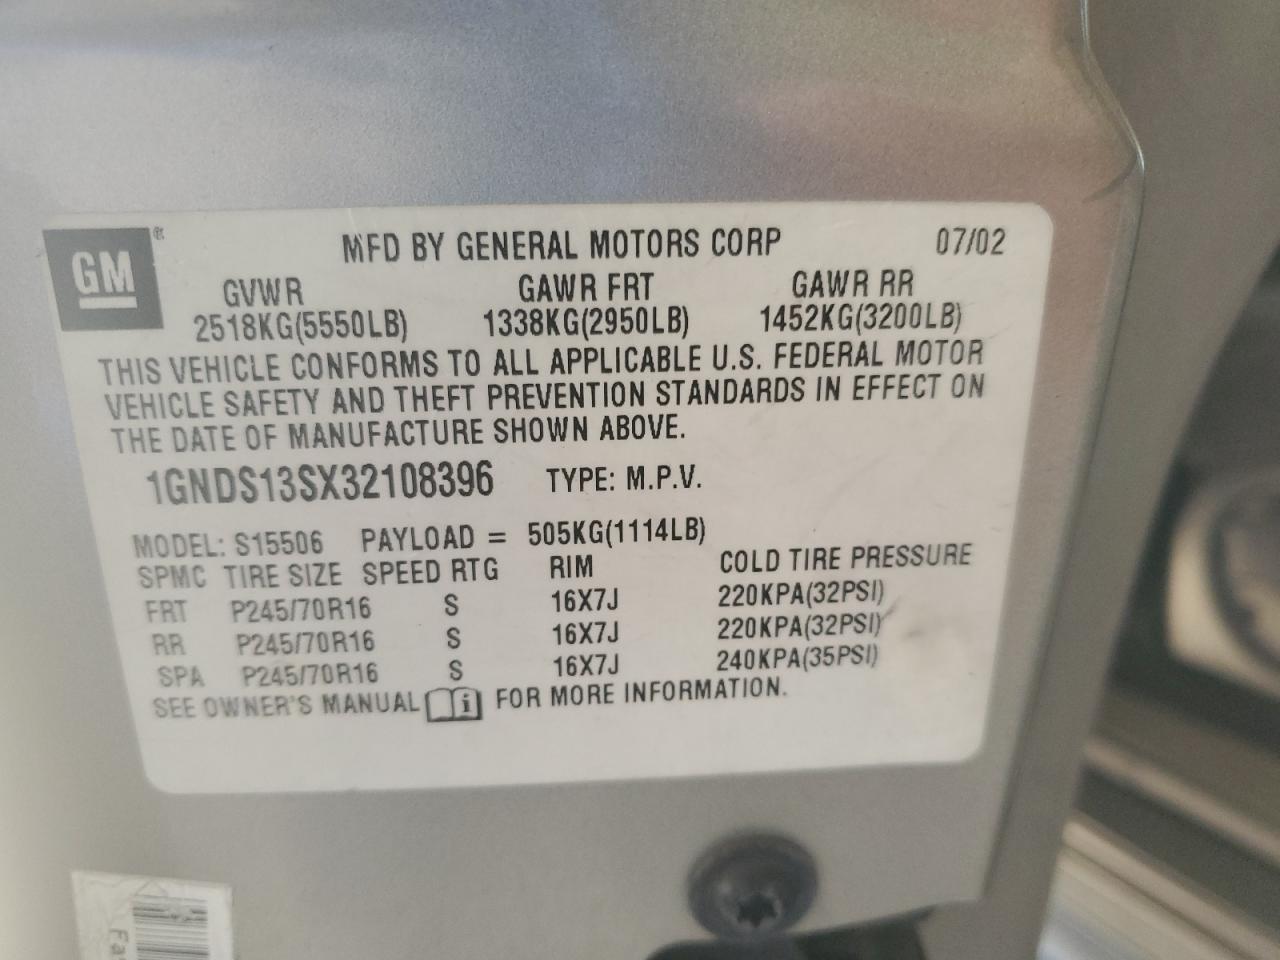 GM ®
MFD BY GENERAL MOTORS CORP 07/02
GVWR GAWR FRT GAWR RR
2518KG(5550LB) 1338KG(2950LB) 1452KG(3200LB)
THIS VEHICLE CONFORMS TO ALL APPLICABLE U.S. FEDERAL MOTOR
VEHICLE SAFETY AND THEFT PREVENTION STANDARDS IN EFFECT ON
THE DATE OF MANUFACTURE SHOWN ABOVE.
1GNDS13SX32108396 TYPE: M.P.V.
MODEL: S15506 PAYLOAD = 505KG(1114LB)
SPMC TIRE SIZE SPEED RTG RIM COLD TIRE PRESSURE
FRT P245/70R16 S 16X7J 220KPA(32PSI)
RR P245/70R16 S 16X7J 220KPA(32PSI)
SPA P245/70R16 S 16X7J 240KPA(35PSI)
SEE OWNER'S MANUAL i FOR MORE INFORMATION.